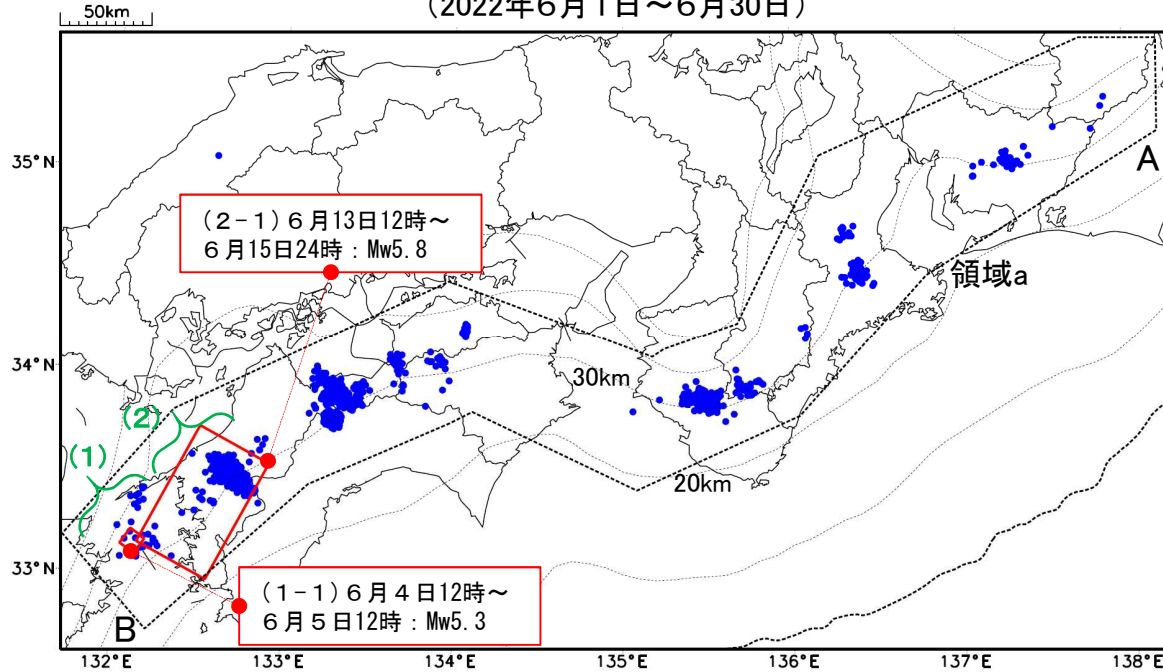 (2022年6月1日～6月30日)
50km
35°N
34°N
33°N
A
領域a
(2-1)6月13日12時～
6月15日24時：Mw5.8
30km
20km
(2)
(1)
(1-1)6月4日12時～
6月5日12時：Mw5.3
B
132°E
133°E
134°E
135°E
136°E
137°E
138°E